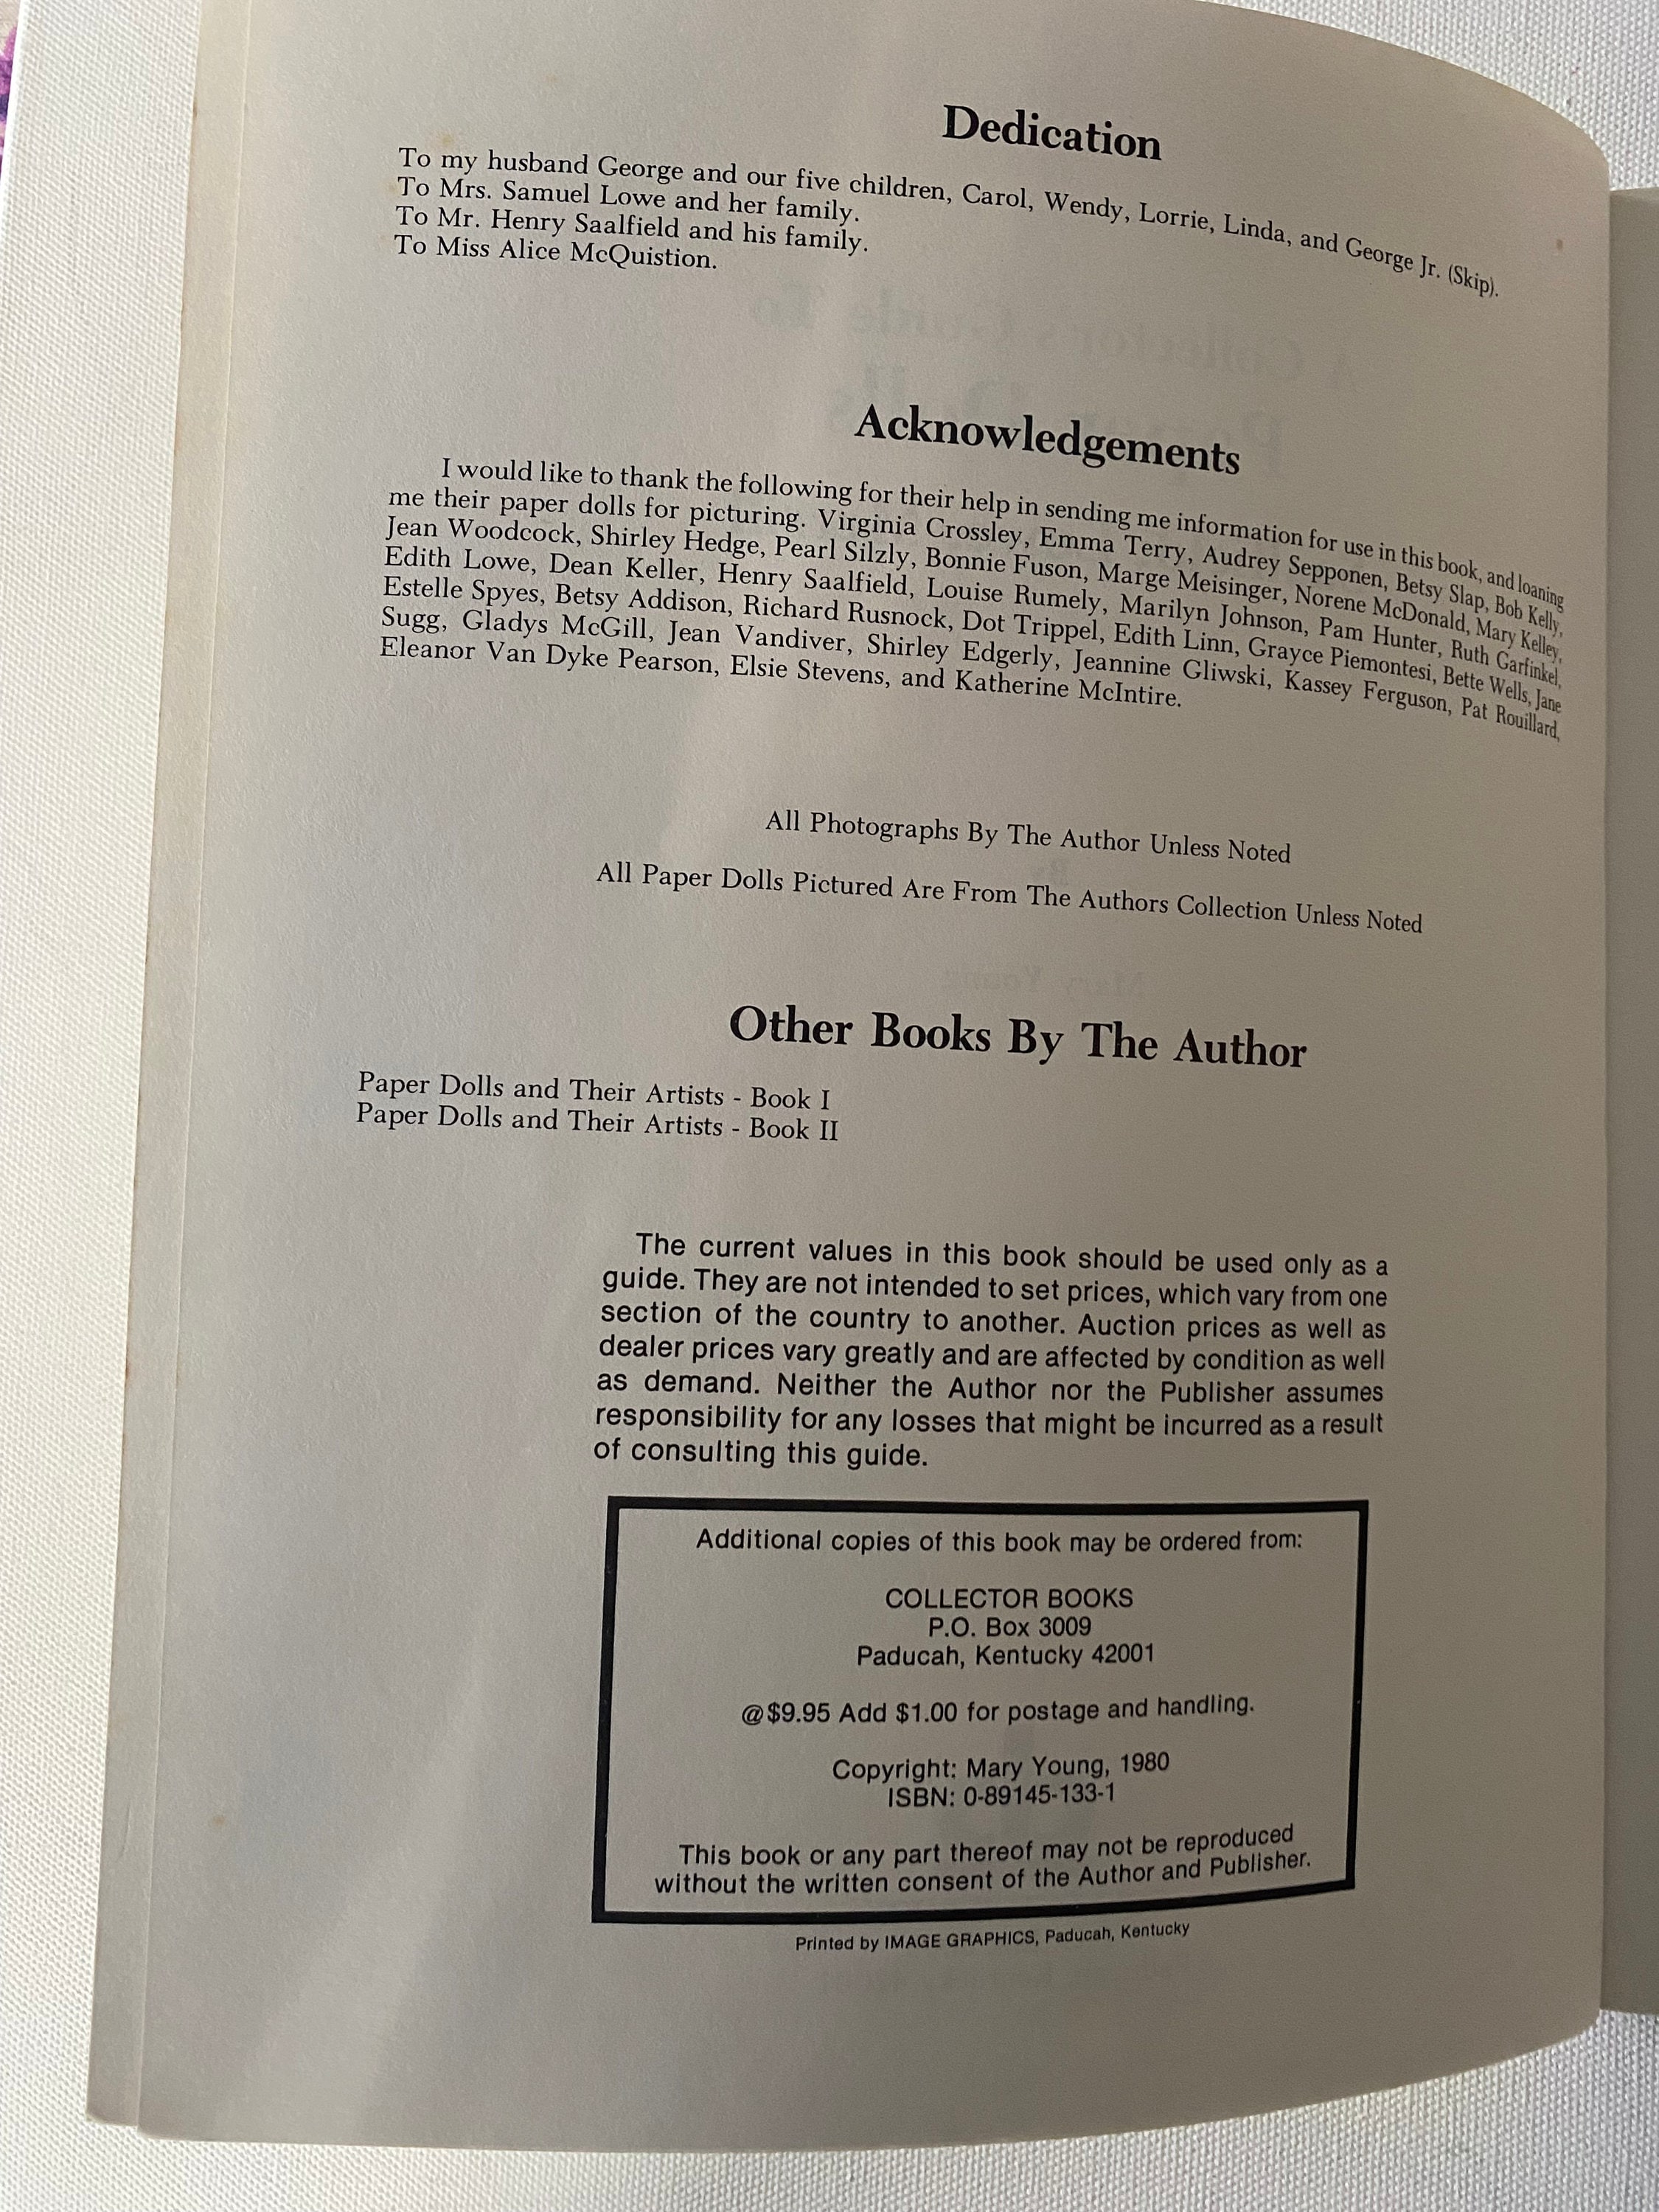 Dedication
To my husband George and our five children, Carol, Wendy, Lorrie, Linda, and George Jr. (Skip).
To Mrs. Samuel Lowe and her family.
To Mr. Henry Saalfield and his family.
To Miss Alice McQuistion.
Acknowledgements
I would like to thank the following for their help in sending me information for use in this book, and loaning
me their paper dolls for picturing. Virginia Crossley, Emma Terry, Audrey Sepponen, Betsy Slap, Bob Kelly,
Jean Woodcock, Shirley Hedge, Pearl Silzly, Bonnie Fuson, Marge Meisinger, Norene McDonald, Mary Kelley,
Edith Lowe, Dean Keller, Henry Saalfield, Louise Rumely, Marilyn Johnson, Pam Hunter, Ruth Garfinkel,
Estelle Spyes, Betsy Addison, Richard Rusnock, Dot Trippel, Edith Linn, Grayce Piemontesi, Bette Wells, Jane
Sugg, Gladys McGill, Jean Vandiver, Shirley Edgerly, Jeannine Gliwski, Kassey Ferguson, Pat Rouillard,
Eleanor Van Dyke Pearson, Elsie Stevens, and Katherine McIntire.
All Photographs By The Author Unless Noted
All Paper Dolls Pictured Are From The Authors Collection Unless Noted
Other Books By The Author
Paper Dolls and Their Artists - Book I
Paper Dolls and Their Artists - Book II
The current values in this book should be used only as a
guide. They are not intended to set prices, which vary from one
section of the country to another. Auction prices as well as
dealer prices vary greatly and are affected by condition as well
as demand. Neither the Author nor the Publisher assumes
responsibility for any losses that might be incurred as a result
of consulting this guide.
Additional copies of this book may be ordered from:
COLLECTOR BOOKS
P.O. Box 3009
Paducah, Kentucky 42001
@$9.95 Add $1.00 for postage and handling.
Copyright: Mary Young, 1980
ISBN: 0-89145-133-1
This book or any part thereof may not be reproduced
without the written consent of the Author and Publisher.
Printed by IMAGE GRAPHICS, Paducah, Kentucky